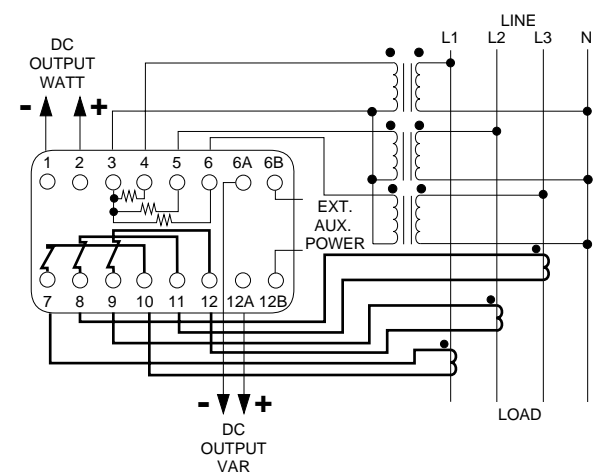 LINE
L1 L2 L3 N
DC
OUTPUT
WATT
- +
1 2 3 4 5 6 6A 6B
EXT.
AUX.
POWER
7 8 9 10 11 12 12A 12B
- +
DC
OUTPUT
VAR
LOAD